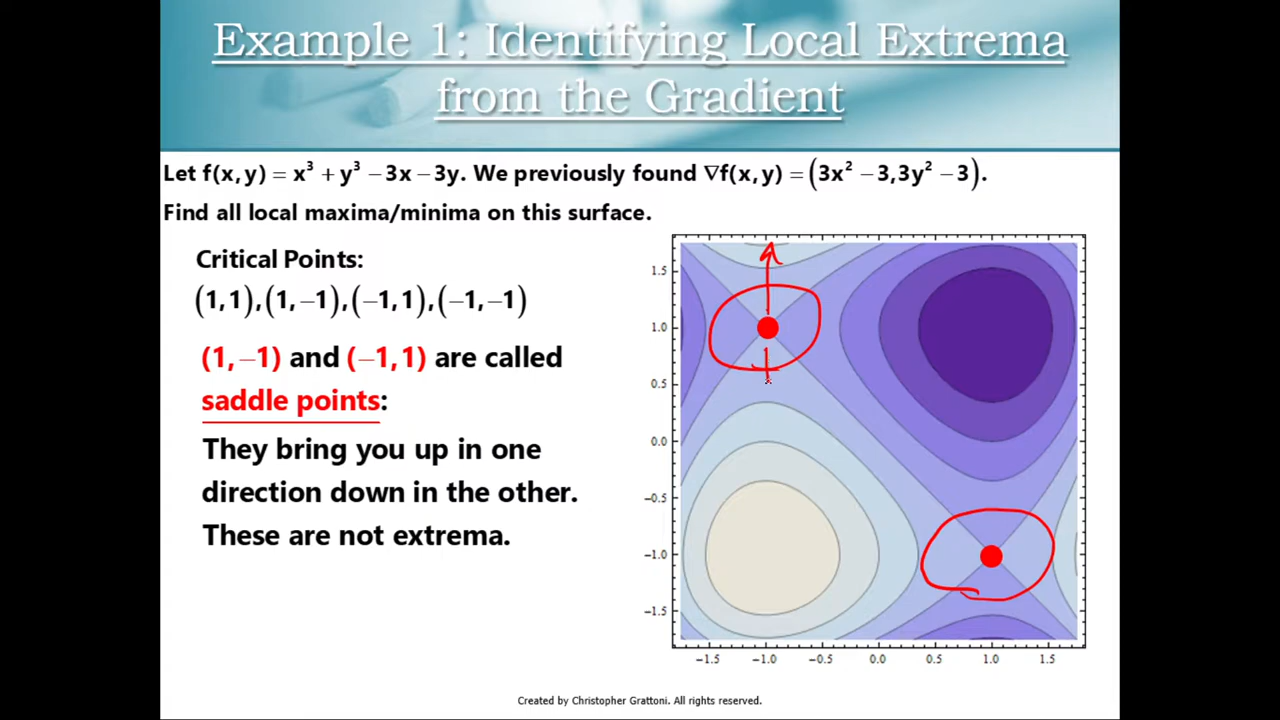 Example 1: Identifying Local Extrema
from the Gradient
Let f(x,y) = x³ + y³ − 3x − 3y. We previously found ∇f(x,y) = (3x² − 3,3y² − 3).
Find all local maxima/minima on this surface.
Critical Points:
(1,1),(1,−1),(−1,1),(−1,−1)
(1,−1) and (−1,1) are called
saddle points:
They bring you up in one
direction down in the other.
These are not extrema.
1.5
1.0
0.5
0.0
−0.5
−1.0
−1.5
−1.5 −1.0 −0.5 0.0 0.5 1.0 1.5
Created by Christopher Grattoni. All rights reserved.